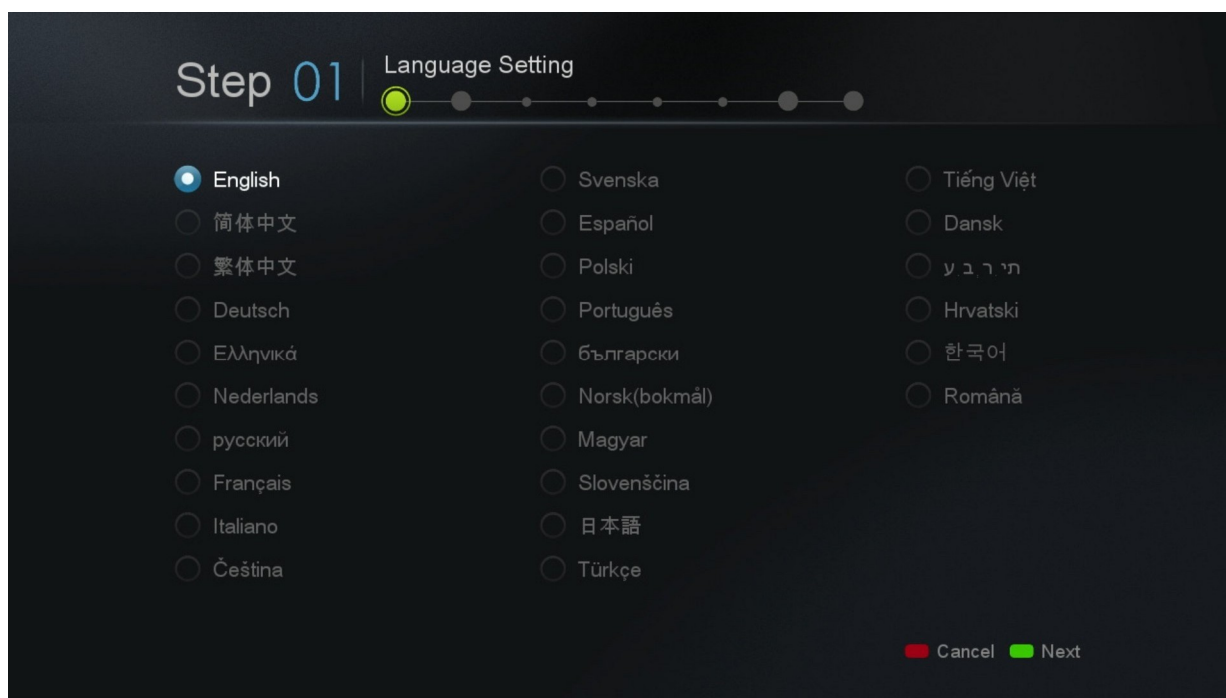 Step 01
Language Setting
English
简体中文
繁体中文
Deutsch
Ελληνικά
Nederlands
русский
Français
Italiano
Čeština
Svenska
Español
Polski
Português
български
Norsk(bokmål)
Magyar
Slovenščina
日本語
Türkçe
Tiếng Việt
Dansk
תי ר ב ע
Hrvatski
한국어
Română
Cancel
Next